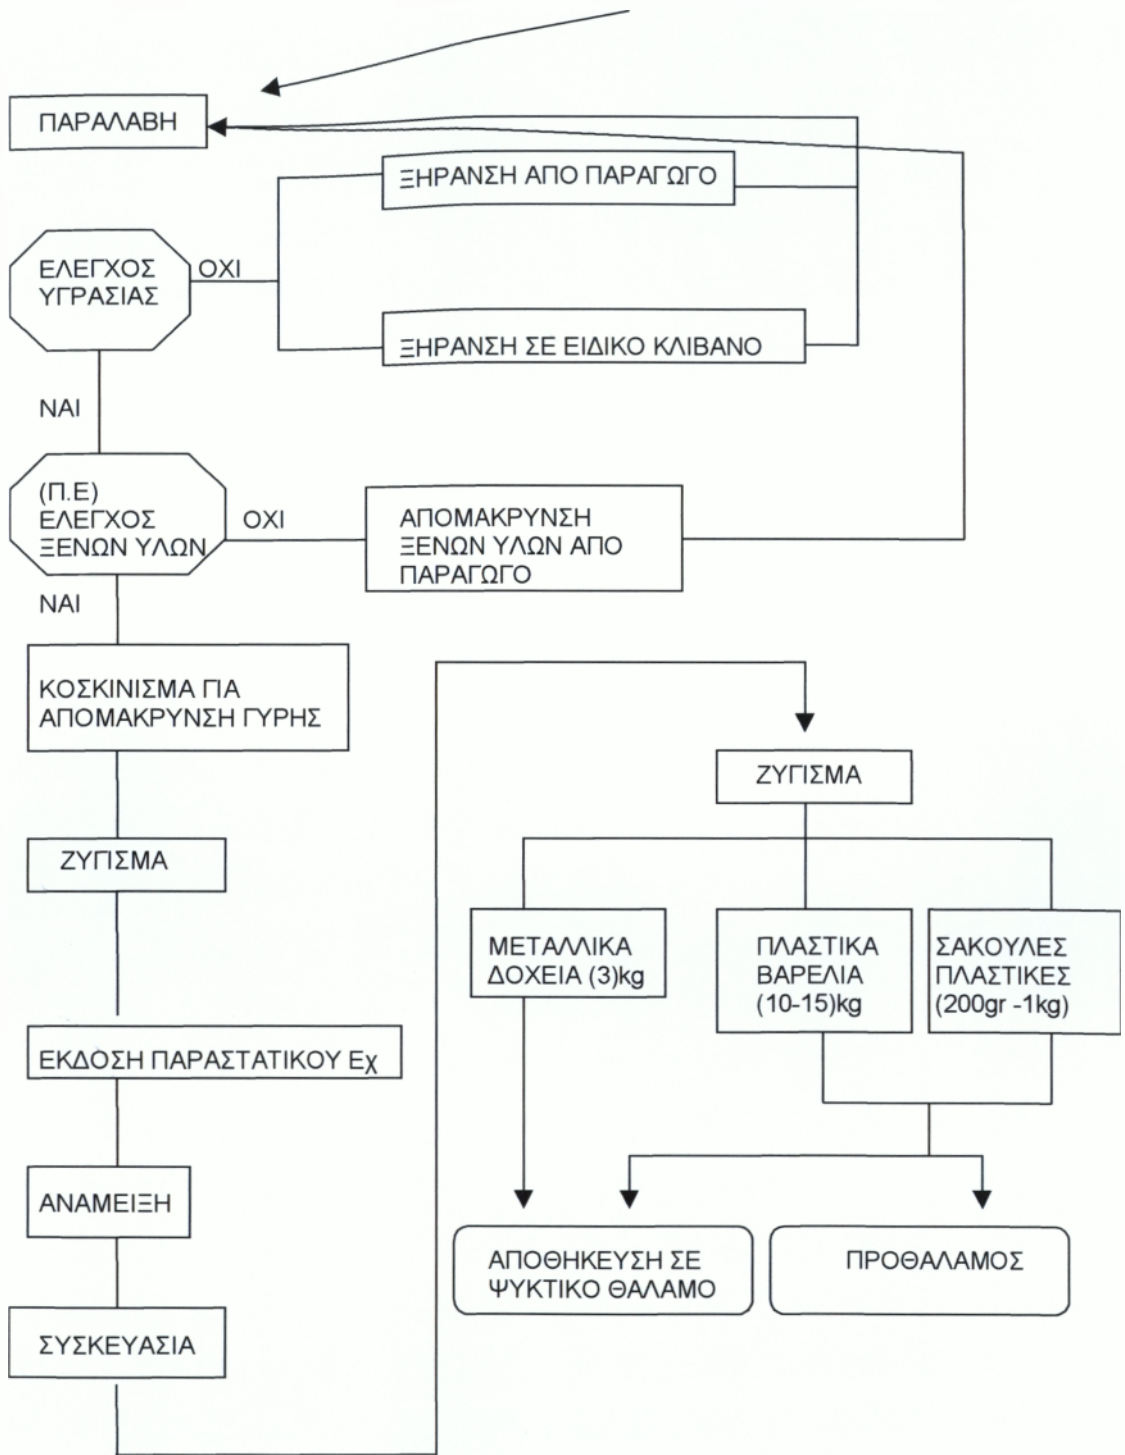 ΠΑΡΑΛΑΒΗ
ΞΗΡΑΝΣΗ ΑΠΟ ΠΑΡΑΓΩΓΟ
ΕΛΕΓΧΟΣ
ΥΓΡΑΣΙΑΣ
ΟΧΙ
ΞΗΡΑΝΣΗ ΣΕ ΕΙΔΙΚΟ ΚΛΙΒΑΝΟ
ΝΑΙ
(Π.Ε)
ΕΛΕΓΧΟΣ
ΞΕΝΩΝ ΥΛΩΝ
ΟΧΙ
ΑΠΟΜΑΚΡΥΝΣΗ
ΞΕΝΩΝ ΥΛΩΝ ΑΠΟ
ΠΑΡΑΓΩΓΟ
ΝΑΙ
ΚΟΣΚΙΝΙΣΜΑ ΓΙΑ
ΑΠΟΜΑΚΡΥΝΣΗ ΓΥΡΗΣ
ΖΥΓΙΣΜΑ
ΕΚΔΟΣΗ ΠΑΡΑΣΤΑΤΙΚΟΥ Εχ
ΑΝΑΜΕΙΞΗ
ΣΥΣΚΕΥΑΣΙΑ
ΖΥΓΙΣΜΑ
ΜΕΤΑΛΛΙΚΑ
ΔΟΧΕΙΑ (3)kg
ΠΛΑΣΤΙΚΑ
ΒΑΡΕΛΙΑ
(10-15)kg
ΣΑΚΟΥΛΕΣ
ΠΛΑΣΤΙΚΕΣ
(200gr -1kg)
ΑΠΟΘΗΚΕΥΣΗ ΣΕ
ΨΥΚΤΙΚΟ ΘΑΛΑΜΟ
ΠΡΟΘΑΛΑΜΟΣ